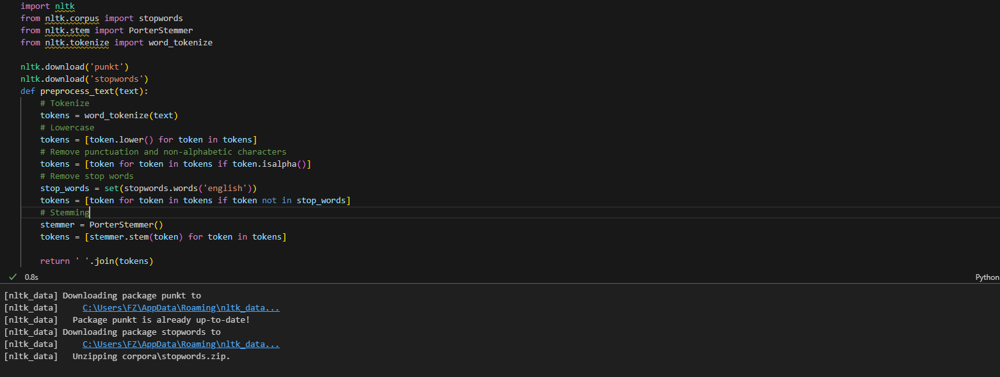 import nltk
from nltk.corpus import stopwords
from nltk.stem import PorterStemmer
from nltk.tokenize import word_tokenize

nltk.download('punkt')
nltk.download('stopwords')
def preprocess_text(text):
    # Tokenize
    tokens = word_tokenize(text)
    # Lowercase
    tokens = [token.lower() for token in tokens]
    # Remove punctuation and non-alphabetic characters
    tokens = [token for token in tokens if token.isalpha()]
    # Remove stop words
    stop_words = set(stopwords.words('english'))
    tokens = [token for token in tokens if token not in stop_words]
    # Stemming
    stemmer = PorterStemmer()
    tokens = [stemmer.stem(token) for token in tokens]

    return ' '.join(tokens)
0.8s
Python
[nltk_data] Downloading package punkt to
[nltk_data]     C:\Users\FZ\AppData\Roaming\nltk_data...
[nltk_data]   Package punkt is already up-to-date!
[nltk_data] Downloading package stopwords to
[nltk_data]     C:\Users\FZ\AppData\Roaming\nltk_data...
[nltk_data]   Unzipping corpora\stopwords.zip.